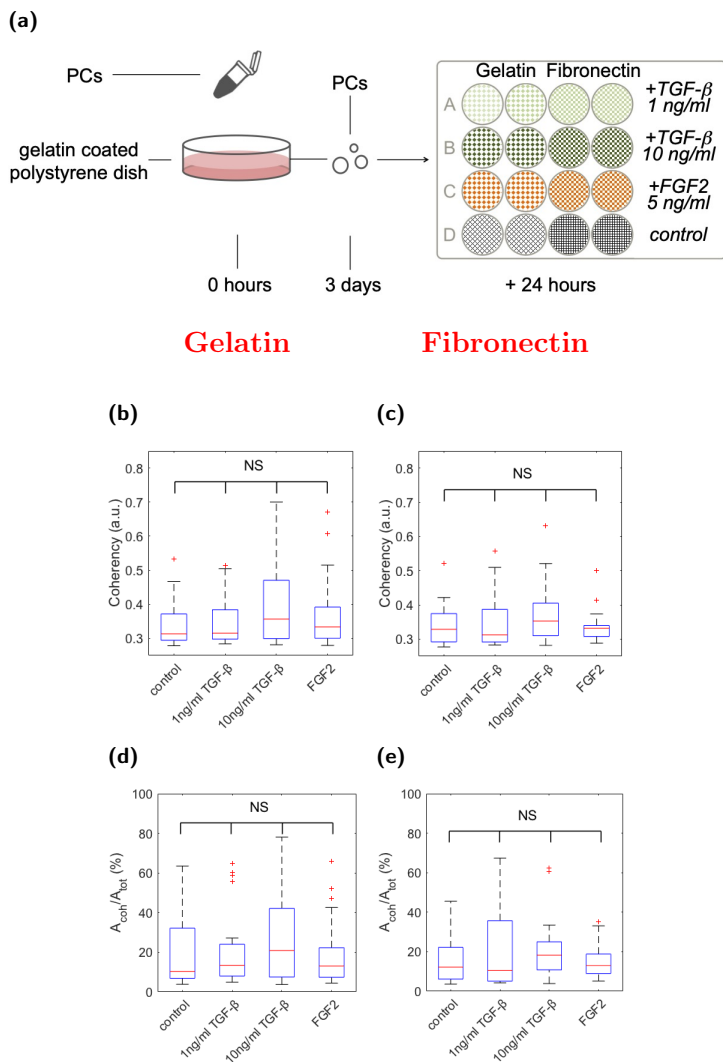 (a)
PCs
PCs
gelatin coated
polystyrene dish
Gelatin Fibronectin
A
B
C
D
+TGF-β
1 ng/ml
+TGF-β
10 ng/ml
+FGF2
5 ng/ml
control
0 hours
3 days
+ 24 hours
Gelatin
Fibronectin
(b)
NS
Coherency (a.u.)
0.8
0.7
0.6
0.5
0.4
0.3
control
1ng/ml TGF-β
10ng/ml TGF-β
FGF2
(c)
NS
Coherency (a.u.)
0.8
0.7
0.6
0.5
0.4
0.3
control
1ng/ml TGF-β
10ng/ml TGF-β
FGF2
(d)
NS
A_coh/A_tot (%)
100
80
60
40
20
0
control
1ng/ml TGF-β
10ng/ml TGF-β
FGF2
(e)
NS
A_coh/A_tot (%)
100
80
60
40
20
0
control
1ng/ml TGF-β
10ng/ml TGF-β
FGF2